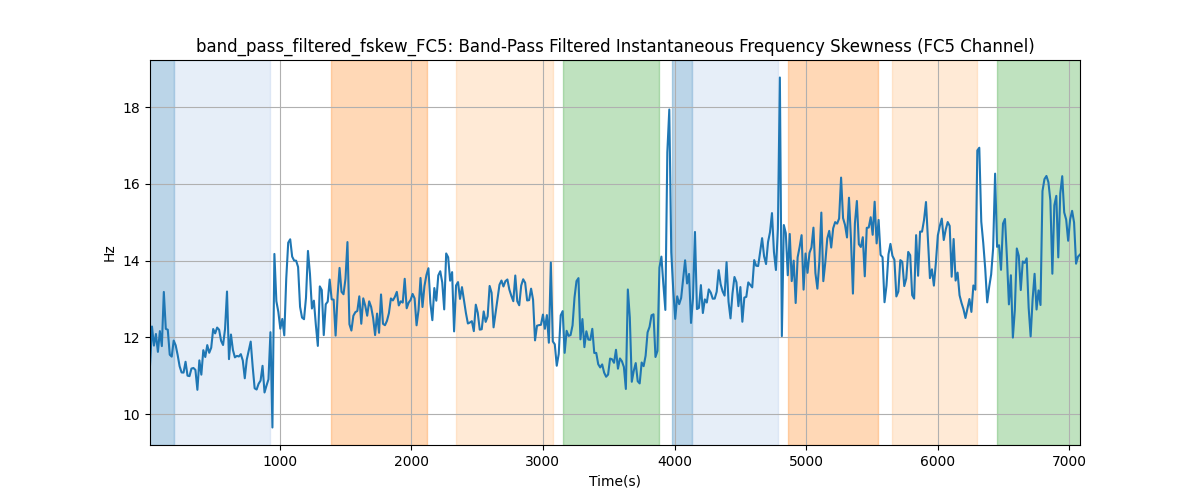 band_pass_filtered_fskew_FC5: Band-Pass Filtered Instantaneous Frequency Skewness (FC5 Channel)
18
16
14
12
10
Hz
1000 2000 3000 4000 5000 6000 7000
Time(s)